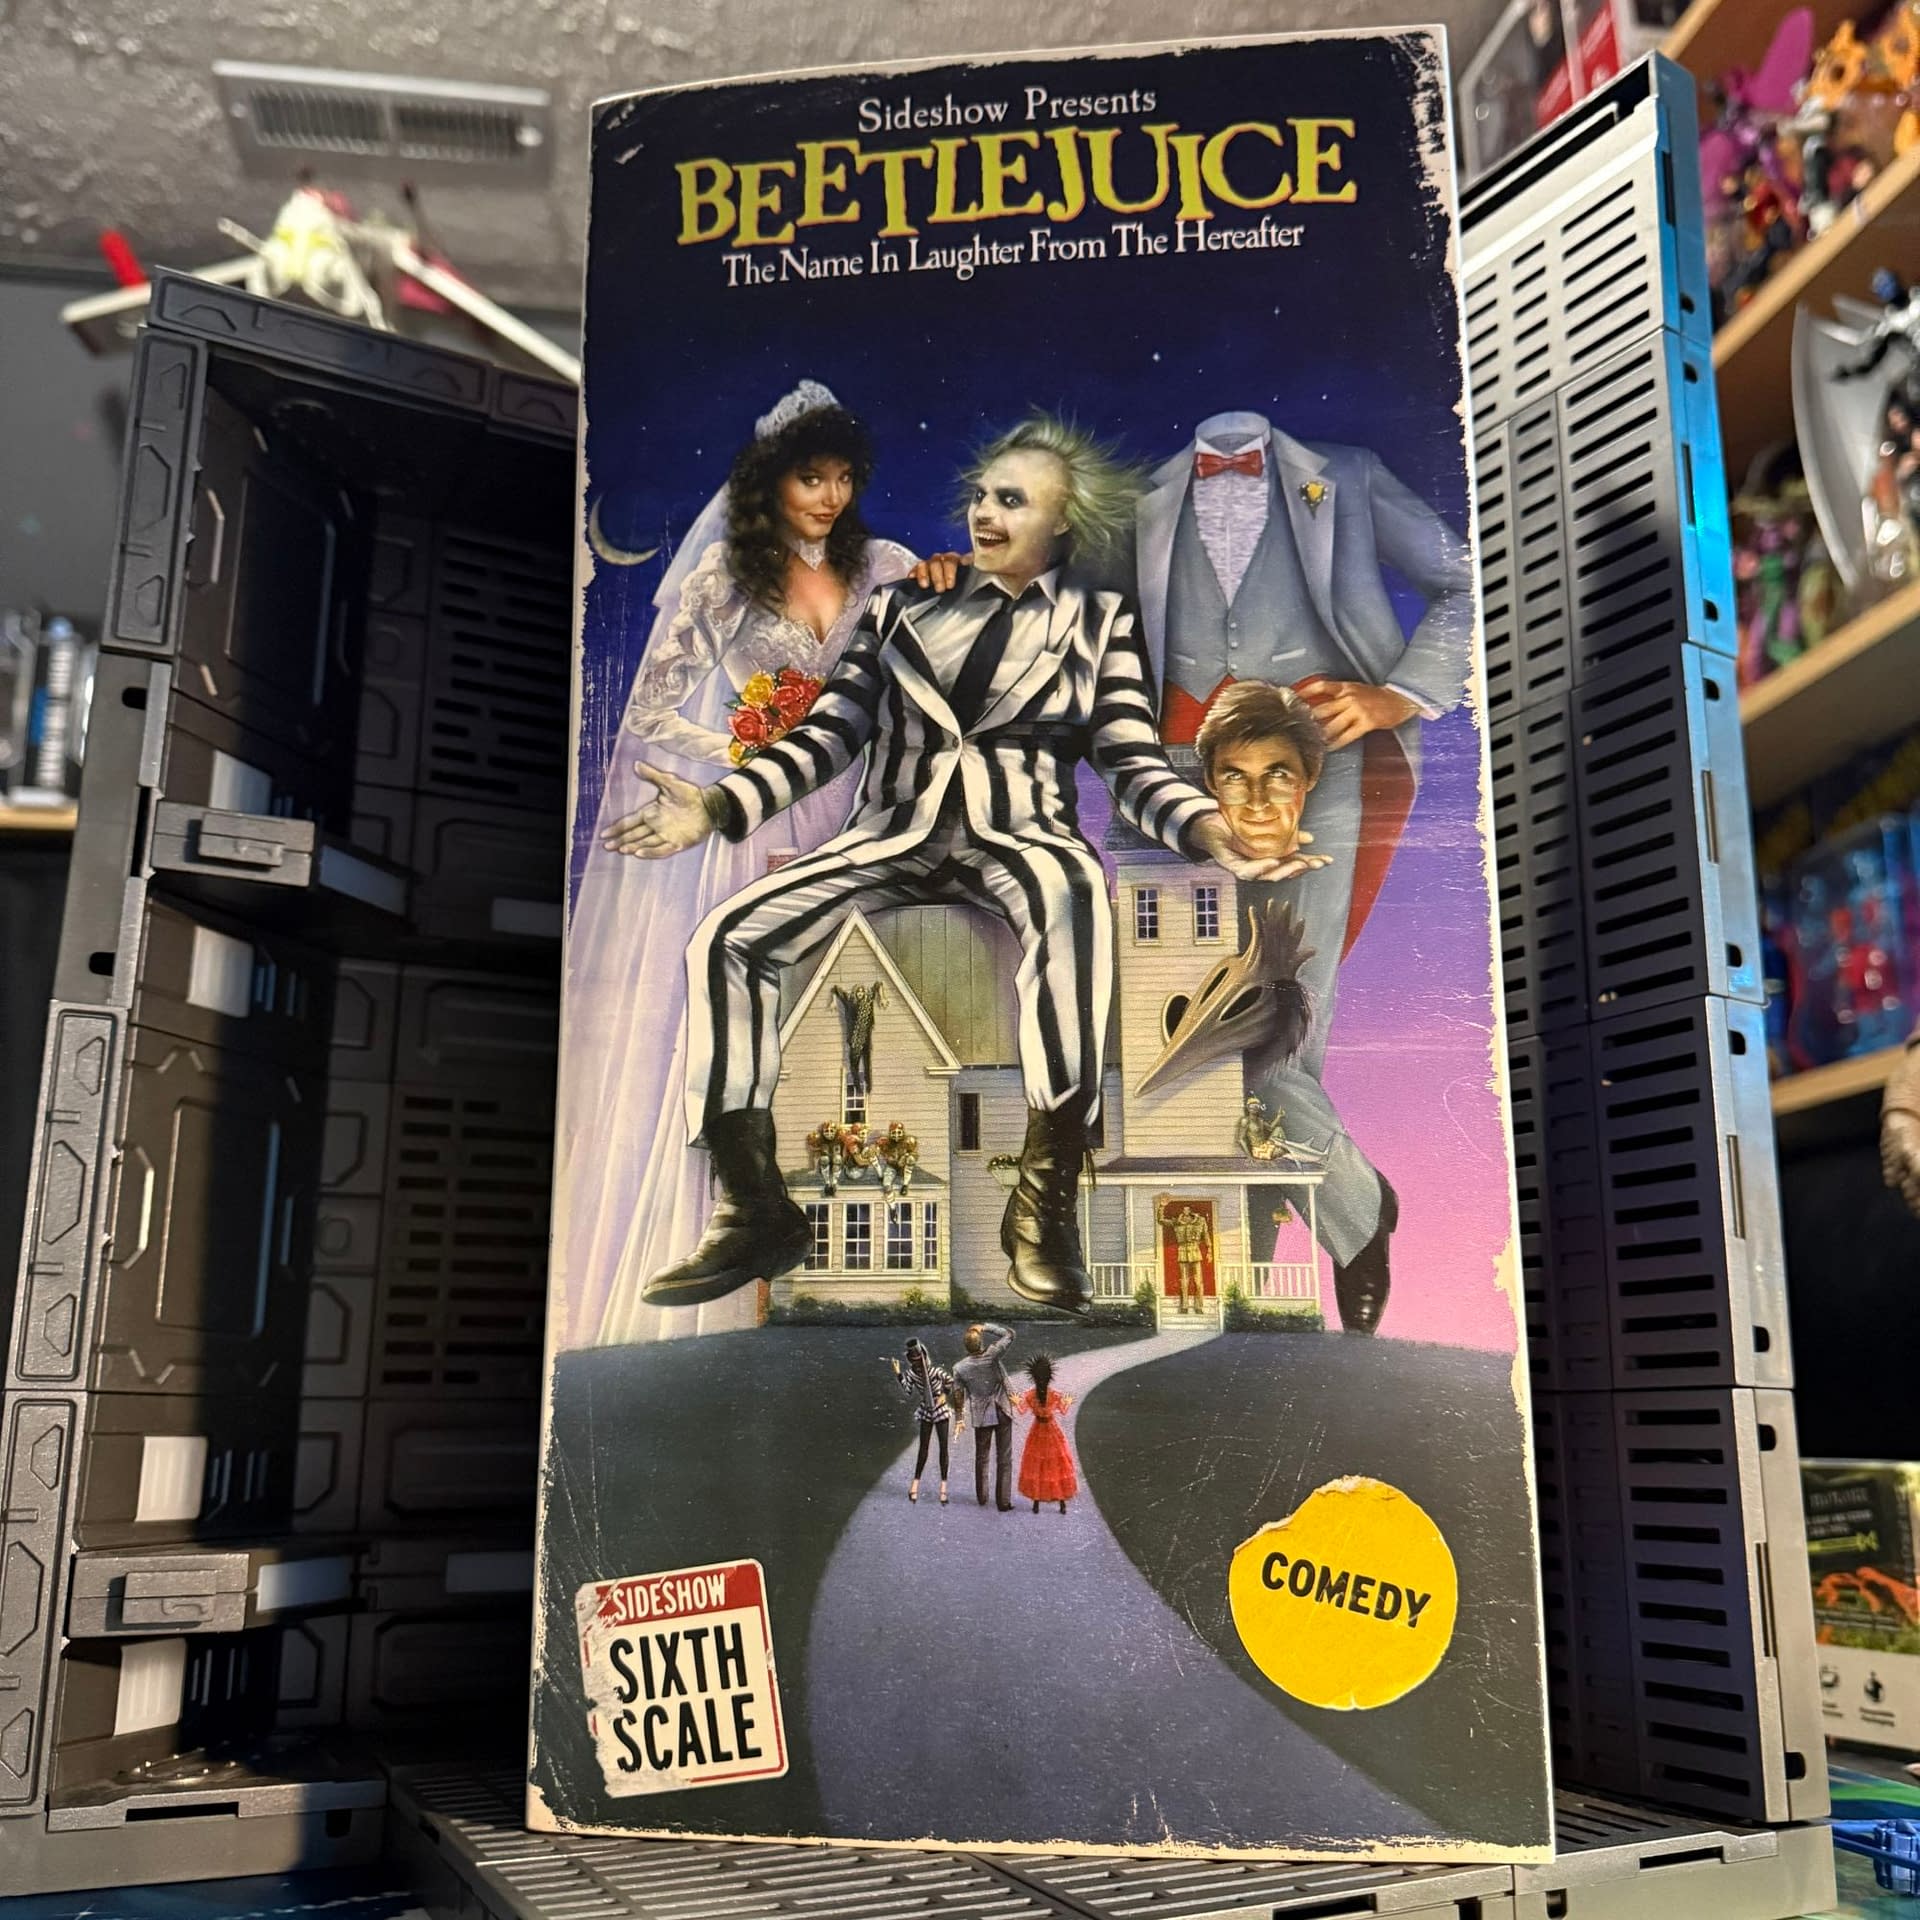 Sideshow Presents
BEETLEJUICE
The Name In Laughter From The Hereafter
COMEDY
SIDESHOW
SIXTH
SCALE